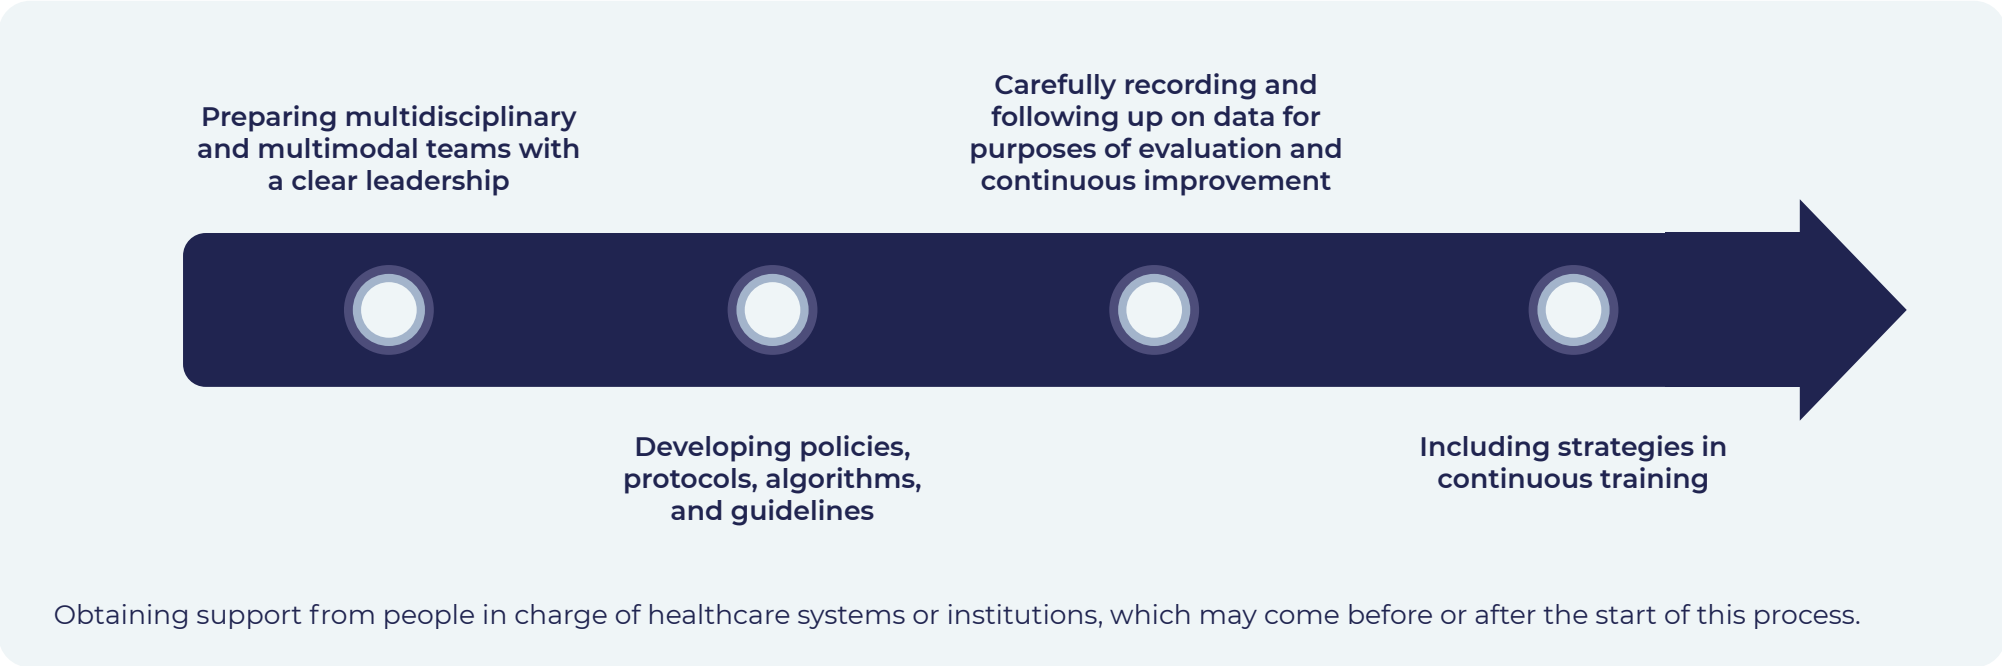 Preparing multidisciplinary
and multimodal teams with
a clear leadership
Developing policies,
protocols, algorithms,
and guidelines
Carefully recording and
following up on data for
purposes of evaluation and
continuous improvement
Including strategies in
continuous training
Obtaining support from people in charge of healthcare systems or institutions, which may come before or after the start of this process.